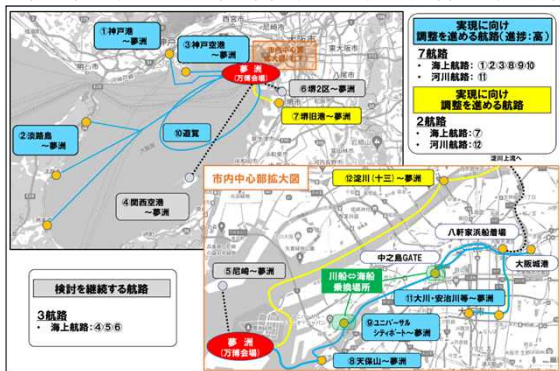 ①神戸
～夢洲
③神戸空港
～夢洲
市内中心部
夢 洲
(万博会場)
⑥堺2区～夢洲
⑦堺旧港～夢洲
②淡路島
～夢洲
⑩遊覧
④関西空港
～夢洲
実現に向け
調整を進める航路(進捗:高)
7航路
・ 海上航路: ①②③⑧⑨⑩
・ 河川航路: ⑪
実現に向け
調整を進める航路
2航路
・ 海上航路: ⑦
・ 河川航路: ⑫
淀川上流へ
市内中心部拡大図
⑫淀川(十三)～夢洲
八軒家浜船着場
中之島GATE
大阪城港
⑤尼崎～夢洲
川船⇔海船
乗換場所
⑪大川・安治川等～夢洲
⑨ユニバーサル
シティポート～夢洲
夢 洲
(万博会場)
⑧天保山～夢洲
検討を継続する航路
3航路
・ 海上航路: ④⑤⑥